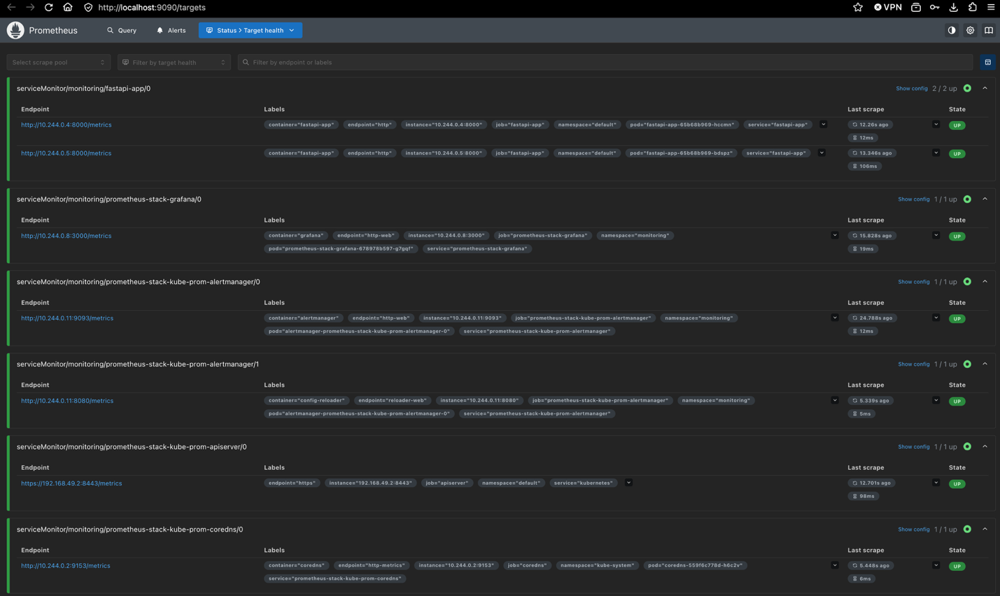 http://localhost:9090/targets
VPN
Prometheus Query Alerts Status > Target health
Select scrape pool Filter by target health Filter by endpoint or labels
serviceMonitor/monitoring/fastapi-app/0 Show config 2 / 2 up
Endpoint Labels Last scrape State
http://10.244.0.4:8000/metrics container="fastapi-app" endpoint="http" instance="10.244.0.4:8000" job="fastapi-app" namespace="default" pod="fastapi-app-65b68b969-hccmn" service="fastapi-app" 12.26s ago UP
12ms
http://10.244.0.5:8000/metrics container="fastapi-app" endpoint="http" instance="10.244.0.5:8000" job="fastapi-app" namespace="default" pod="fastapi-app-65b68b969-bdspz" service="fastapi-app" 13.346s ago UP
106ms
serviceMonitor/monitoring/prometheus-stack-grafana/0 Show config 1 / 1 up
Endpoint Labels Last scrape State
http://10.244.0.8:3000/metrics container="grafana" endpoint="http-web" instance="10.244.0.8:3000" job="prometheus-stack-grafana" namespace="monitoring" 15.828s ago UP
pod="prometheus-stack-grafana-678978b597-g7gqf" service="prometheus-stack-grafana" 19ms
serviceMonitor/monitoring/prometheus-stack-kube-prom-alertmanager/0 Show config 1 / 1 up
Endpoint Labels Last scrape State
http://10.244.0.11:9093/metrics container="alertmanager" endpoint="http-web" instance="10.244.0.11:9093" job="prometheus-stack-kube-prom-alertmanager" namespace="monitoring" 24.788s ago UP
pod="alertmanager-prometheus-stack-kube-prom-alertmanager-0" service="prometheus-stack-kube-prom-alertmanager" 12ms
serviceMonitor/monitoring/prometheus-stack-kube-prom-alertmanager/1 Show config 1 / 1 up
Endpoint Labels Last scrape State
http://10.244.0.11:8080/metrics container="config-reloader" endpoint="reloader-web" instance="10.244.0.11:8080" job="prometheus-stack-kube-prom-alertmanager" namespace="monitoring" 5.339s ago UP
pod="alertmanager-prometheus-stack-kube-prom-alertmanager-0" service="prometheus-stack-kube-prom-alertmanager" 5ms
serviceMonitor/monitoring/prometheus-stack-kube-prom-apiserver/0 Show config 1 / 1 up
Endpoint Labels Last scrape State
https://192.168.49.2:8443/metrics endpoint="https" instance="192.168.49.2:8443" job="apiserver" namespace="default" service="kubernetes" 12.701s ago UP
98ms
serviceMonitor/monitoring/prometheus-stack-kube-prom-coredns/0 Show config 1 / 1 up
Endpoint Labels Last scrape State
http://10.244.0.2:9153/metrics container="coredns" endpoint="http-metrics" instance="10.244.0.2:9153" job="coredns" namespace="kube-system" pod="coredns-559f6c778d-h6c2v" 5.448s ago UP
service="prometheus-stack-kube-prom-coredns" 6ms